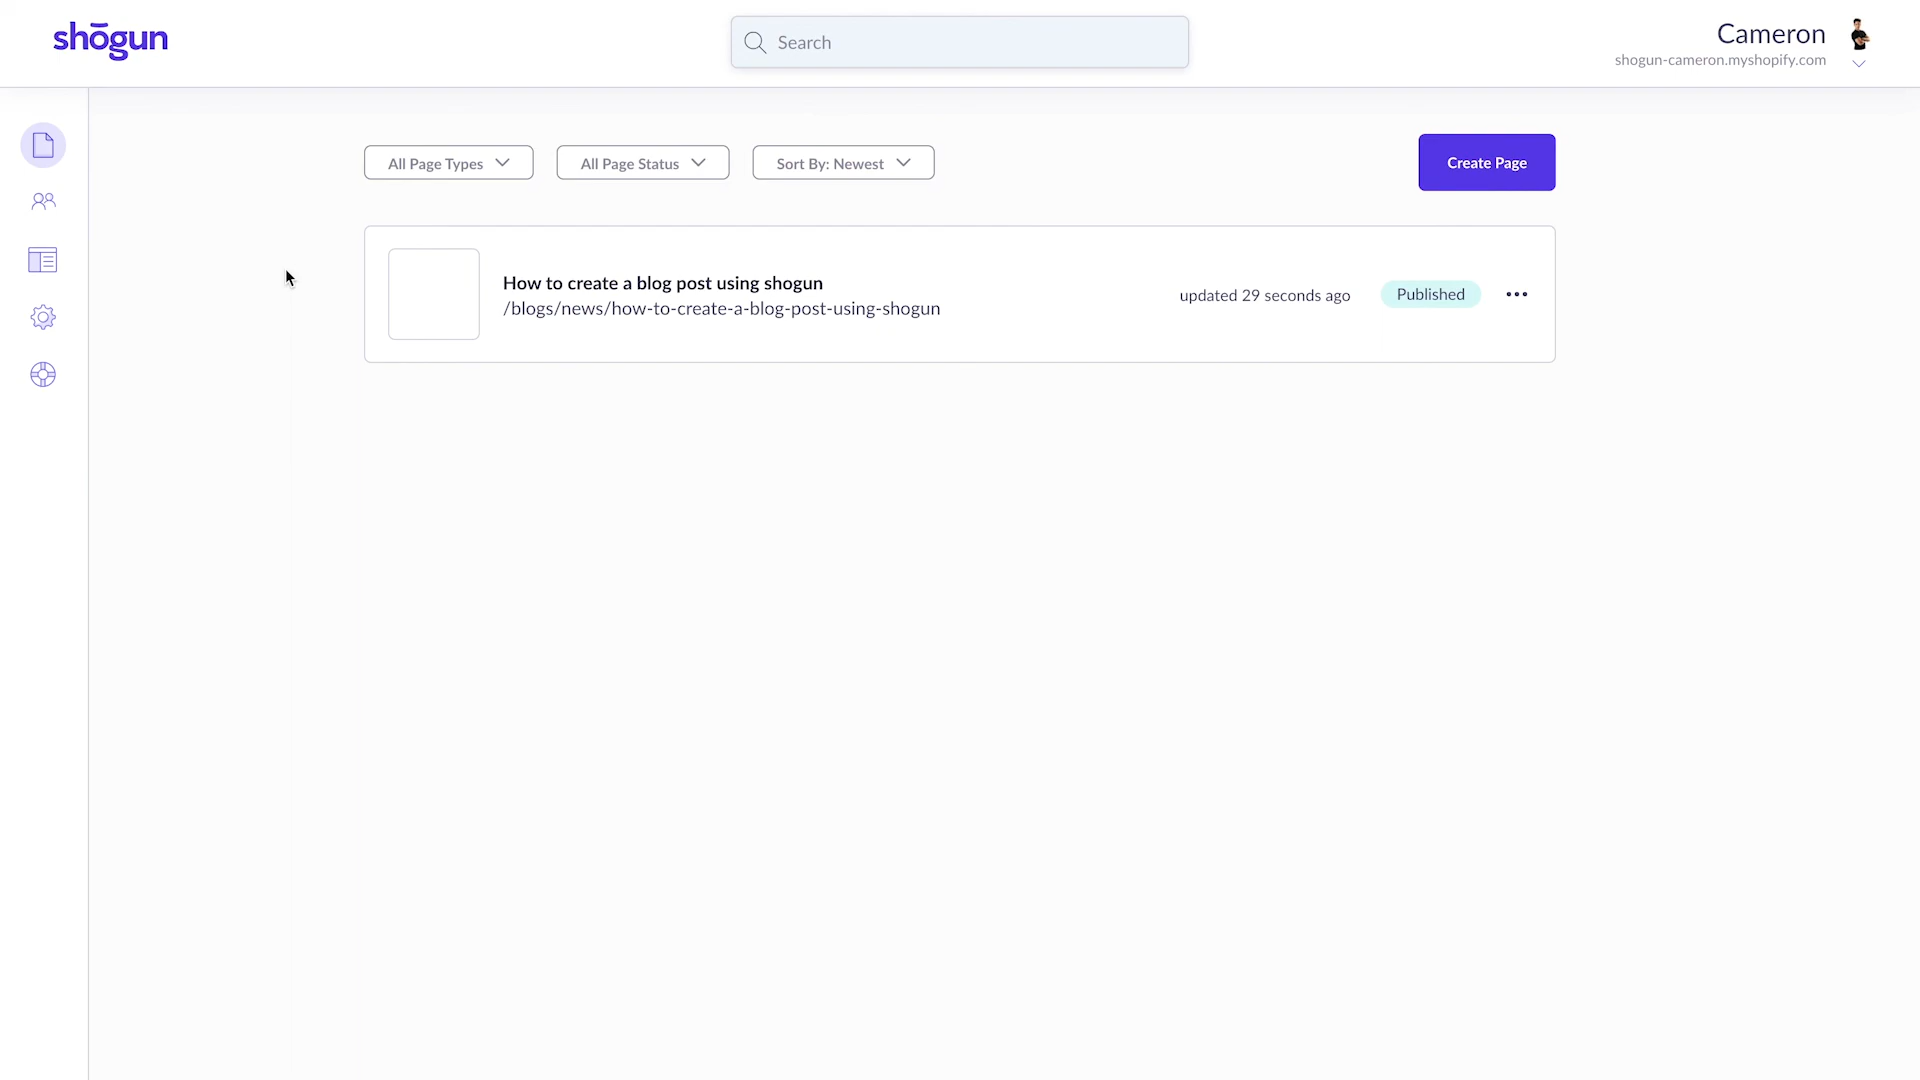 shōgun
Search
Cameron
shogun-cameron.myshopify.com
All Page Types
All Page Status
Sort By: Newest
Create Page
How to create a blog post using shogun
/blogs/news/how-to-create-a-blog-post-using-shogun
updated 29 seconds ago
Published